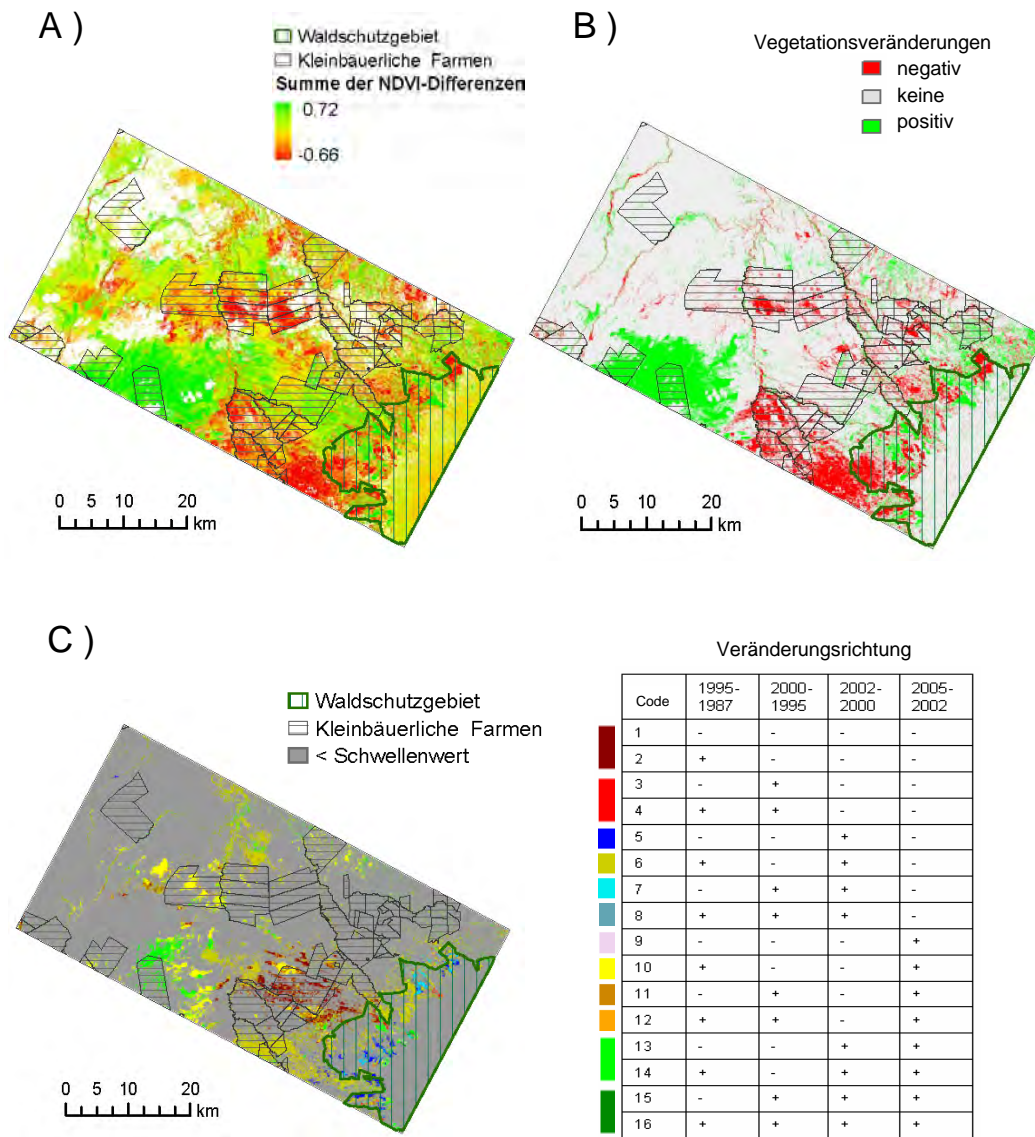 A )
Waldschutzgebiet
Kleinbäuerliche Farmen
Summe der NDVI-Differenzen
0.72
-0.66
0 5 10 20
km
B )
Vegetationsveränderungen
negativ
keine
positiv
0 5 10 20
km
C )
Waldschutzgebiet
Kleinbäuerliche Farmen
< Schwellenwert
0 5 10 20
km
Veränderungsrichtung
Code 1995-1987 2000-1995 2002-2000 2005-2002
1 - - - -
2 + - - -
3 - + - -
4 + + - -
5 - - + -
6 + - + -
7 - + + -
8 + + + -
9 - - - +
10 + - - +
11 - + - +
12 + + - +
13 - - + +
14 + - + +
15 - + + +
16 + + + +